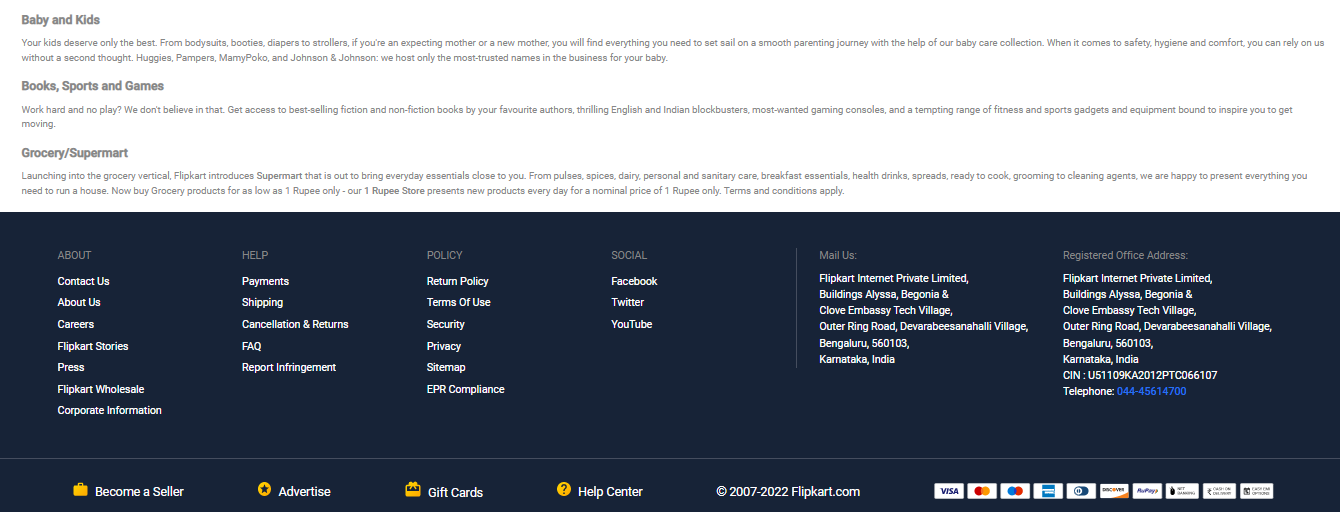 Baby and Kids
Your kids deserve only the best. From bodysuits, booties, diapers to strollers, if you're an expecting mother or a new mother, you will find everything you need to set sail on a smooth parenting journey with the help of our baby care collection. When it comes to safety, hygiene and comfort, you can rely on us
without a second thought. Huggies, Pampers, MamyPoko, and Johnson & Johnson: we host only the most-trusted names in the business for your baby.
Books, Sports and Games
Work hard and no play? We don't believe in that. Get access to best-selling fiction and non-fiction books by your favourite authors, thrilling English and Indian blockbusters, most-wanted gaming consoles, and a tempting range of fitness and sports gadgets and equipment bound to inspire you to get
moving.
Grocery/Supermart
Launching into the grocery vertical, Flipkart introduces Supermart that is out to bring everyday essentials close to you. From pulses, spices, dairy, personal and sanitary care, breakfast essentials, health drinks, spreads, ready to cook, grooming to cleaning agents, we are happy to present everything you
need to run a house. Now buy Grocery products for as low as 1 Rupee only - our 1 Rupee Store presents new products every day for a nominal price of 1 Rupee only. Terms and conditions apply.
ABOUT
Contact Us
About Us
Careers
Flipkart Stories
Press
Flipkart Wholesale
Corporate Information
HELP
Payments
Shipping
Cancellation & Returns
FAQ
Report Infringement
POLICY
Return Policy
Terms Of Use
Security
Privacy
Sitemap
EPR Compliance
SOCIAL
Facebook
Twitter
YouTube
Mail Us:
Flipkart Internet Private Limited,
Buildings Alyssa, Begonia &
Clove Embassy Tech Village,
Outer Ring Road, Devarabeesanahalli Village,
Bengaluru, 560103,
Karnataka, India
Registered Office Address:
Flipkart Internet Private Limited,
Buildings Alyssa, Begonia &
Clove Embassy Tech Village,
Outer Ring Road, Devarabeesanahalli Village,
Bengaluru, 560103,
Karnataka, India
CIN : U51109KA2012PTC066107
Telephone: 044-45614700
Become a Seller
Advertise
Gift Cards
Help Center
© 2007-2022 Flipkart.com
VISA
DISCOVER
RuPay
NET BANKING
CASH ON DELIVERY
EASY EMI OPTIONS